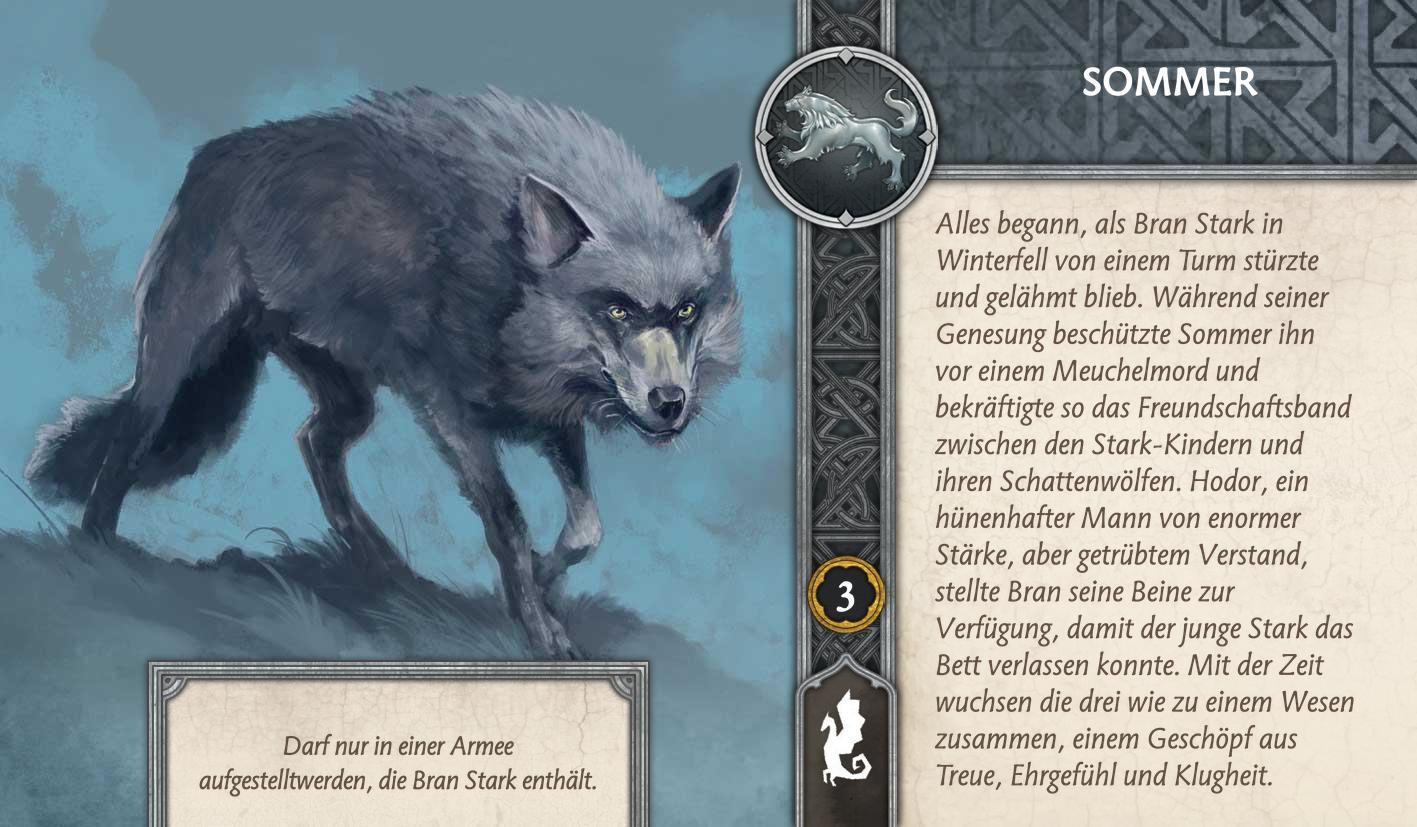 SOMMER
Alles begann, als Bran Stark in
Winterfell von einem Turm stürzte
und gelähmt blieb. Während seiner
Genesung beschützte Sommer ihn
vor einem Meuchelmord und
bekräftigte so das Freundschaftsband
zwischen den Stark-Kindern und
ihren Schattenwölfen. Hodor, ein
hünenhafter Mann von enormer
Stärke, aber getrübtem Verstand,
stellte Bran seine Beine zur
Verfügung, damit der junge Stark das
Bett verlassen konnte. Mit der Zeit
wuchsen die drei wie zu einem Wesen
zusammen, einem Geschöpf aus
Treue, Ehrgefühl und Klugheit.
3
Darf nur in einer Armee
aufgestelltwerden, die Bran Stark enthält.